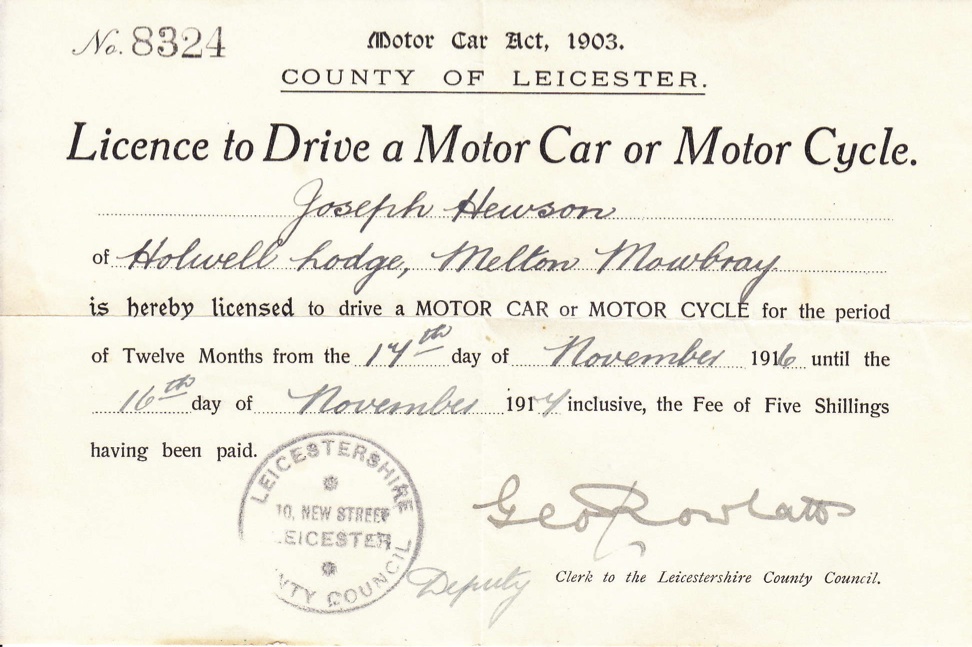 No. 8324
Motor Car Act, 1903.
COUNTY OF LEICESTER.
Licence to Drive a Motor Car or Motor Cycle.
Joseph Hewson
of Holwell Lodge, Melton Mowbray
is hereby licensed to drive a MOTOR CAR or MOTOR CYCLE for the period
of Twelve Months from the 17th day of November 1916 until the
16th day of November 1917 inclusive, the Fee of Five Shillings
having been paid.
LEICESTERSHIRE
10, NEW STREET
LEICESTER
NTY COUNCIL
Geo
Deputy Clerk to the Leicestershire County Council.